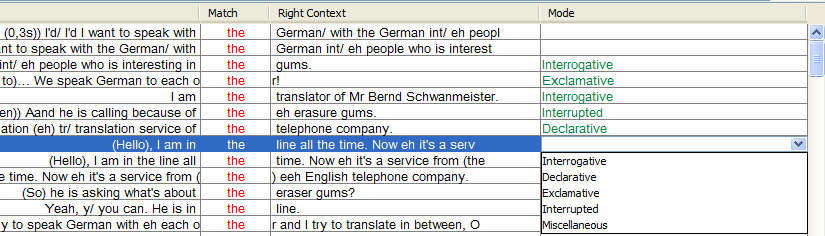 Match Right Context Mode
(0,3s)) I'd/ I'd I want to speak with the German/ with the German int/ eh peopl
nt to speak with the German/ with the German int/ eh people who is interest
int/ eh people who is interesting in the gums. Interrogative
to)… We speak German to each o the r! Exclamative
I am the translator of Mr Bernd Schwanmeister. Interrogative
en)) Aand he is calling because of the eh erasure gums. Interrupted
ation (eh) tr/ translation service of the telephone company. Declarative
(Hello), I am in the line all the time. Now eh it's a serv
(Hello), I am in the line all the time. Now eh it's a service from (the
e time. Now eh it's a service from ( the ) eeh English telephone company.
(So) he is asking what's about the eraser gums?
Yeah, y/ you can. He is in the line.
y to speak German with eh each o the r and I try to translate in between, O
Interrogative
Declarative
Exclamative
Interrupted
Miscellaneous